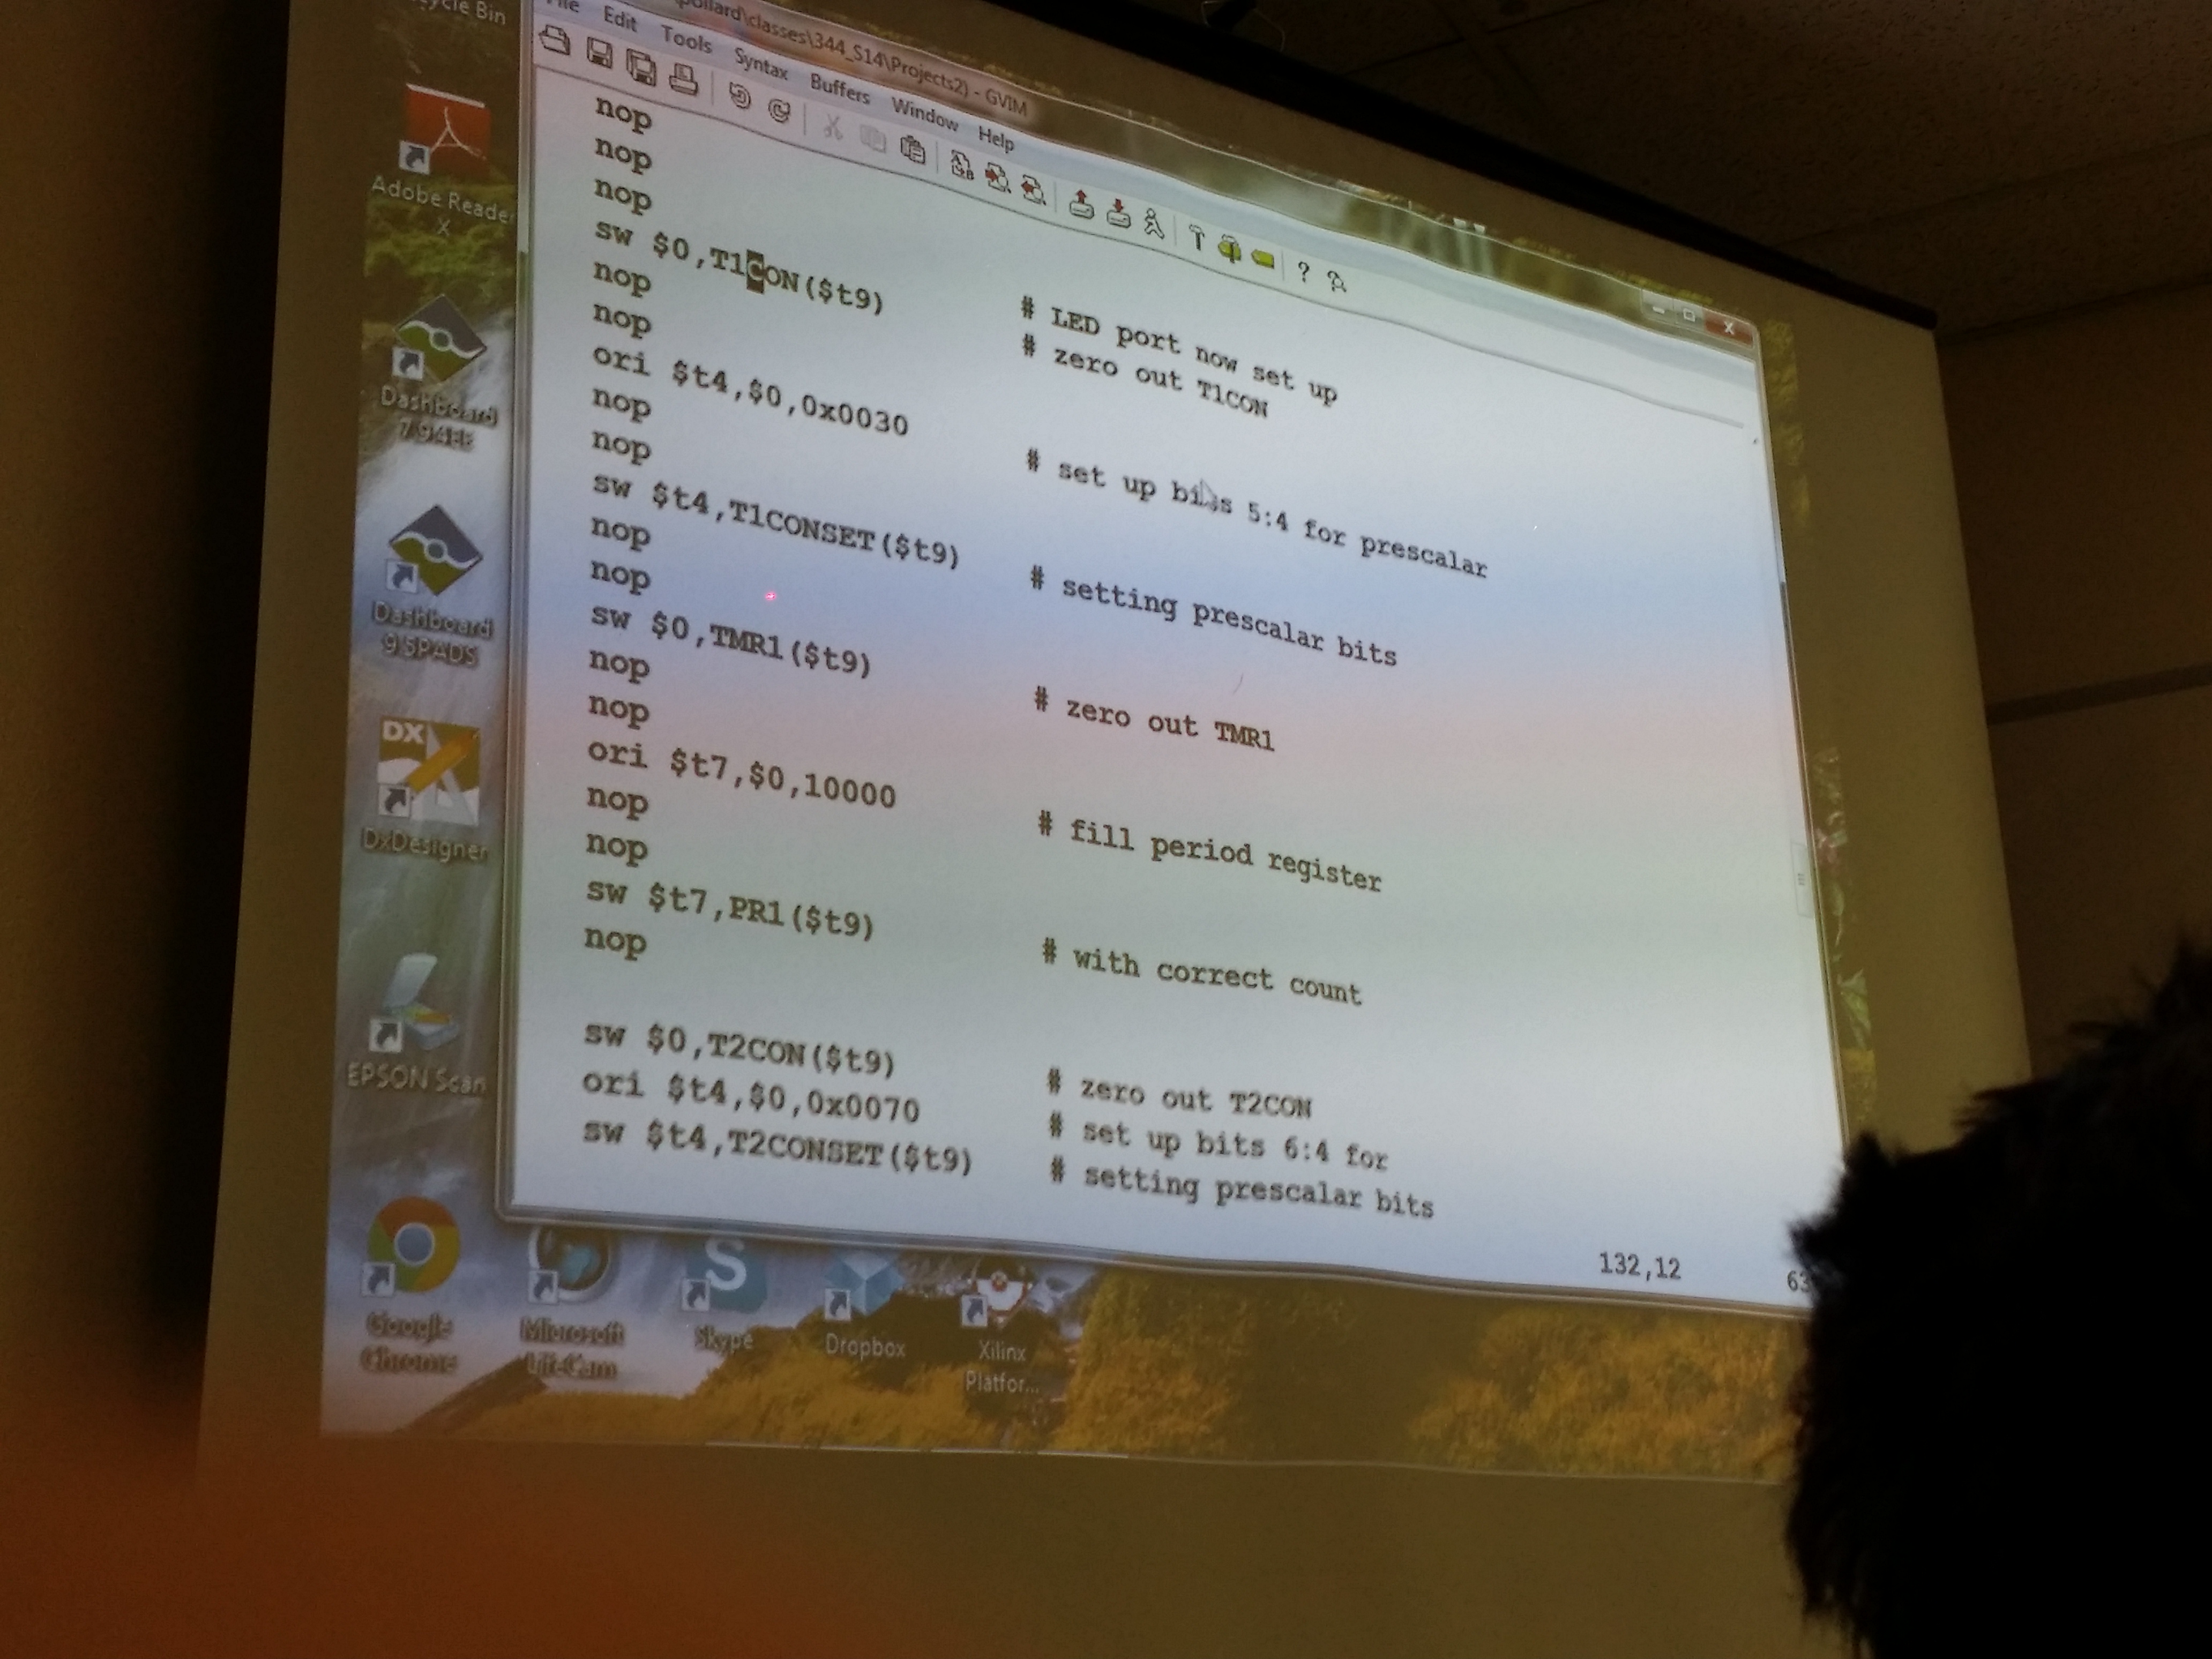 cycle Bin
pollard\classes\344_S14\Projects2) - GVIM
File Edit Tools Syntax Buffers Window Help
nop
nop
nop # LED port now set up
sw $0,T1CON($t9) # zero out T1CON
nop
nop
ori $t4,$0,0x0030 # set up bits 5:4 for prescalar
nop
nop
sw $t4,T1CONSET($t9) # setting prescalar bits
nop
nop
sw $0,TMR1($t9) # zero out TMR1
nop
nop
ori $t7,$0,10000 # fill period register
nop
nop
sw $t7,PR1($t9) # with correct count
nop
sw $0,T2CON($t9) # zero out T2CON
ori $t4,$0,0x0070 # set up bits 6:4 for
sw $t4,T2CONSET($t9) # setting prescalar bits
132,12 63
Adobe Reader
X
Dashboard
7.9.4EE
Dashboard
9.5PADS
DX
DxDesigner
EPSON Scan
Google
Chrome
Microsoft
LifeCam
Skype
Dropbox
Xilinx
Platfor...